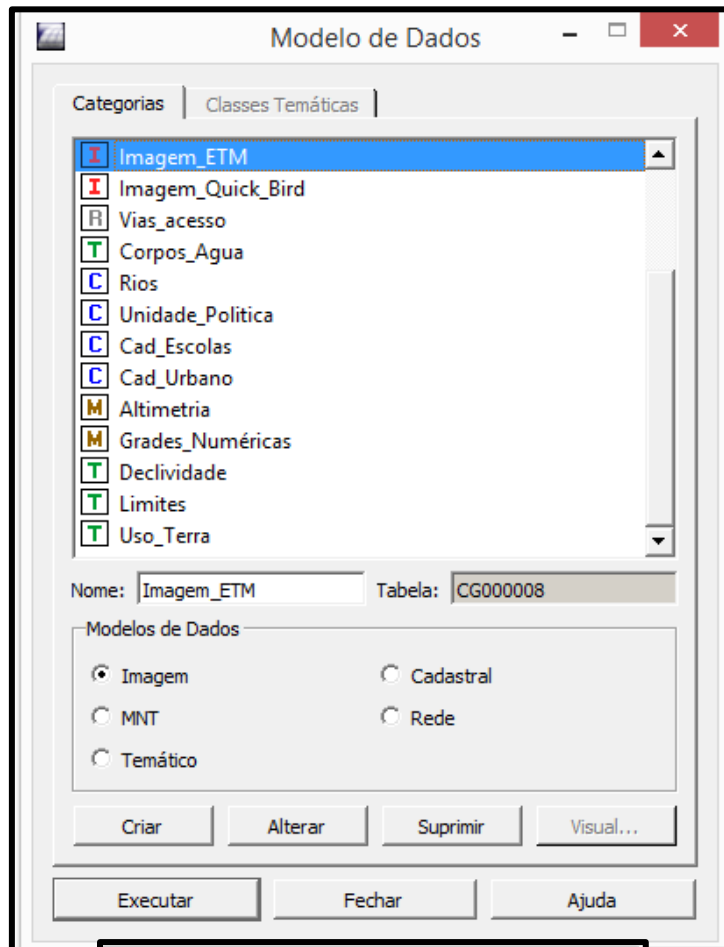 Modelo de Dados
Categorias Classes Temáticas
I Imagem_ETM
I Imagem_Quick_Bird
R Vias_acesso
T Corpos_Agua
C Rios
C Unidade_Politica
C Cad_Escolas
C Cad_Urbano
M Altimetria
M Grades_Numéricas
T Declividade
T Limites
T Uso_Terra
Nome: Imagem_ETM Tabela: CG000008
Modelos de Dados
Imagem Cadastral
MNT Rede
Temático
Criar Alterar Suprimir Visual...
Executar Fechar Ajuda